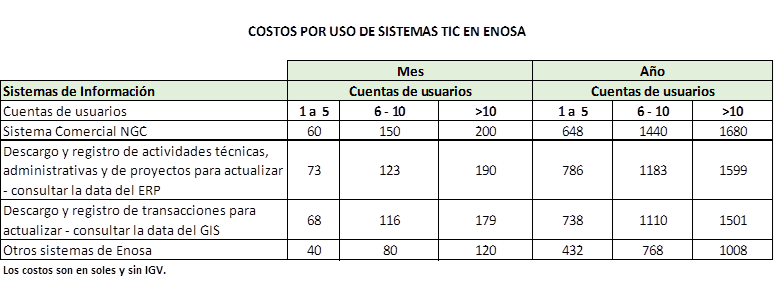 COSTOS POR USO DE SISTEMAS TIC EN ENOSA
Mes Año
Sistemas de Información Cuentas de usuarios Cuentas de usuarios
Cuentas de usuarios 1 a 5 6 - 10 >10 1 a 5 6 - 10 >10
Sistema Comercial NGC 60 150 200 648 1440 1680
Descargo y registro de actividades técnicas,
administrativas y de proyectos para actualizar 73 123 190 786 1183 1599
- consultar la data del ERP
Descargo y registro de transacciones para
actualizar - consultar la data del GIS 68 116 179 738 1110 1501
Otros sistemas de Enosa 40 80 120 432 768 1008
Los costos son en soles y sin IGV.